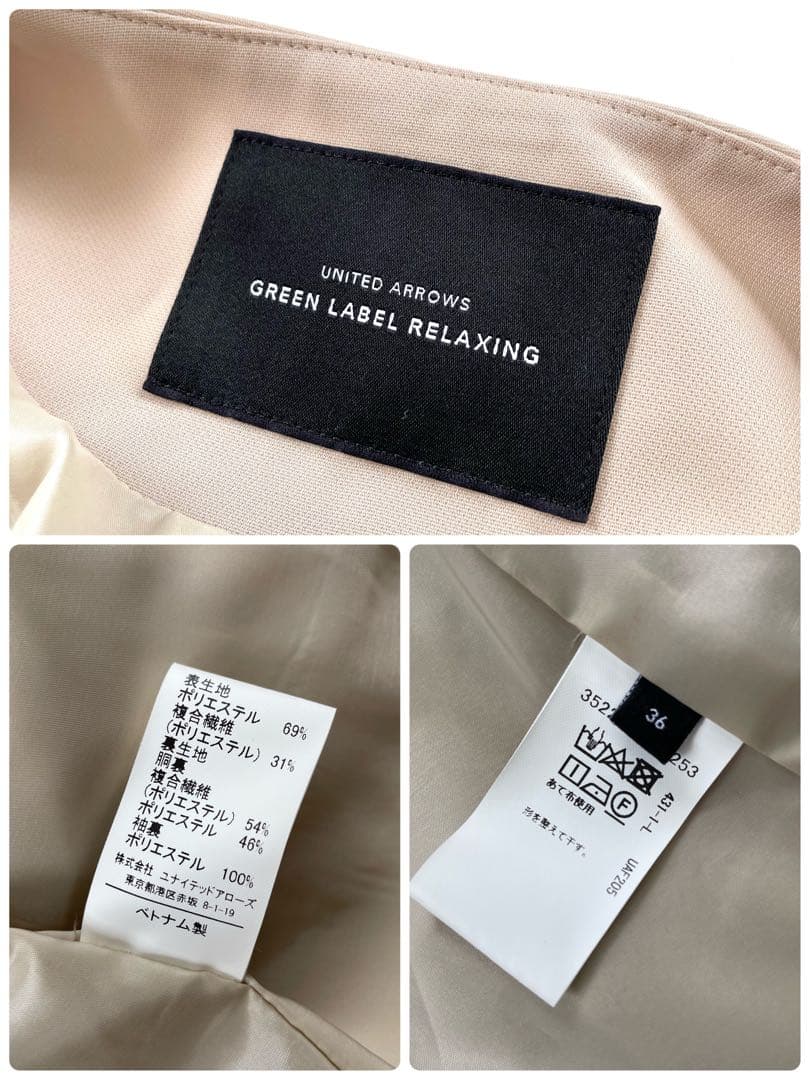 UNITED ARROWS
GREEN LABEL RELAXING
表生地
ポリエステル 69%
複合繊維
(ポリエステル) 31%
裏生地
胴裏
複合繊維
(ポリエステル) 54%
ポリエステル 46%
袖裏
ポリエステル 100%
株式会社 ユナイテッドアローズ
東京都港区赤坂 8-1-19
ベトナム製
36
352
253
431-1-L
あて布使用
形を整えて干す。
UAF205